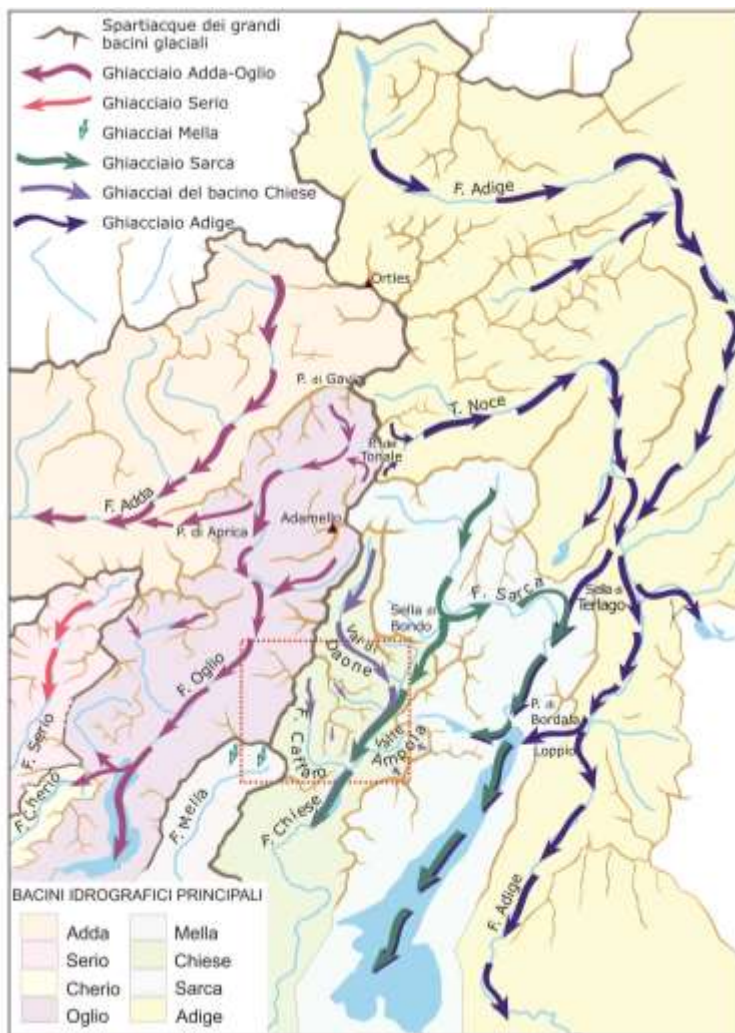 Spartiacque dei grandi
bacini glaciali
Ghiacciaio Adda-Oglio
Ghiacciaio Serio
Ghiacciai Mella
Ghiacciaio Sarca
Ghiacciai del bacino Chiese
Ghiacciaio Adige
F. Adige
Ortles
P. di Gavia
T. Noce
P. del
Tonale
F. Adda
P. di Aprica
Adamello
F. Sarca
Sella di
Bondo
Sella di
Terlago
Val di
Daone
F. Oglio
F. Serio
F. Caffaro
Valle
Ampola
P. di
Bordala
Loppio
F. Cherio
F. Mella
F. Chiese
F. Adige
BACINI IDROGRAFICI PRINCIPALI
Adda
Mella
Serio
Chiese
Cherio
Sarca
Oglio
Adige